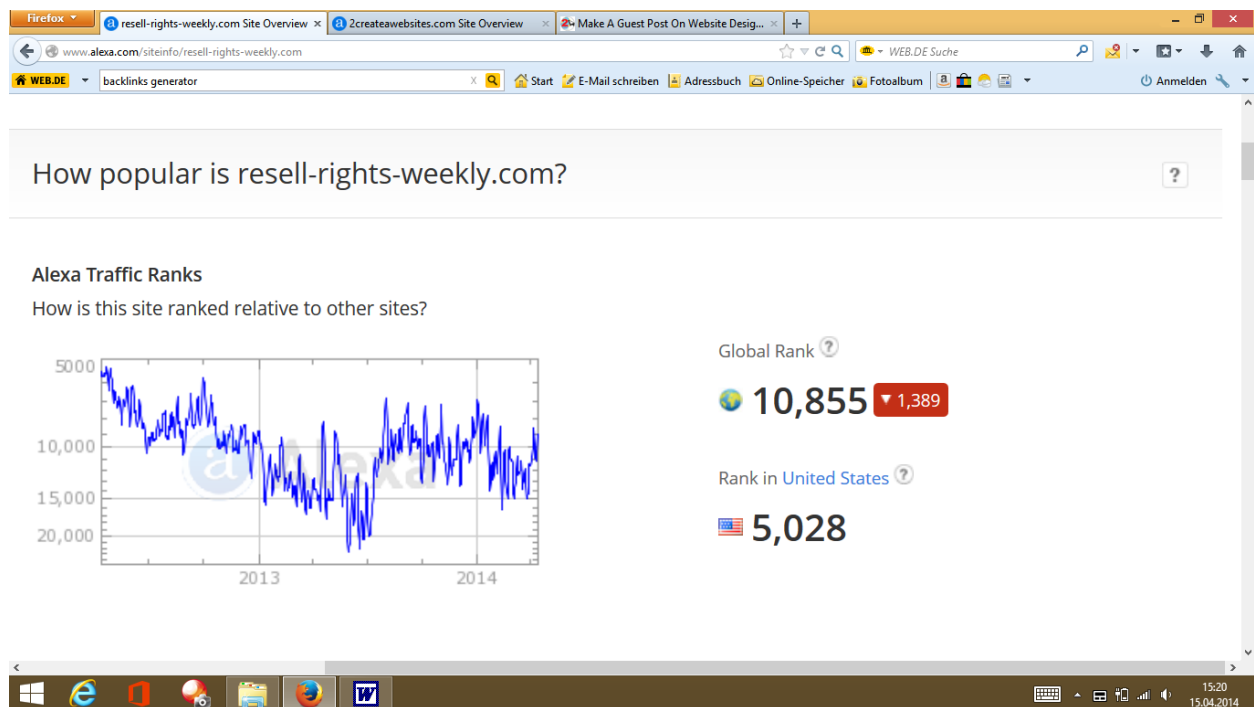 Firefox
resell-rights-weekly.com Site Overview ×
2createawebsites.com Site Overview ×
2 Make A Guest Post On Website Desig... × +
www.alexa.com/siteinfo/resell-rights-weekly.com
WEB.DE Suche
WEB.DE
backlinks generator X
Start E-Mail schreiben Adressbuch Online-Speicher Fotoalbum a
Anmelden
How popular is resell-rights-weekly.com?
?
Alexa Traffic Ranks
How is this site ranked relative to other sites?
Global Rank ?
10,855 ▼ 1,389
Rank in United States ?
5,028
a Alexa
5000
10,000
15,000
20,000
2013 2014
W
15:20
15.04.2014